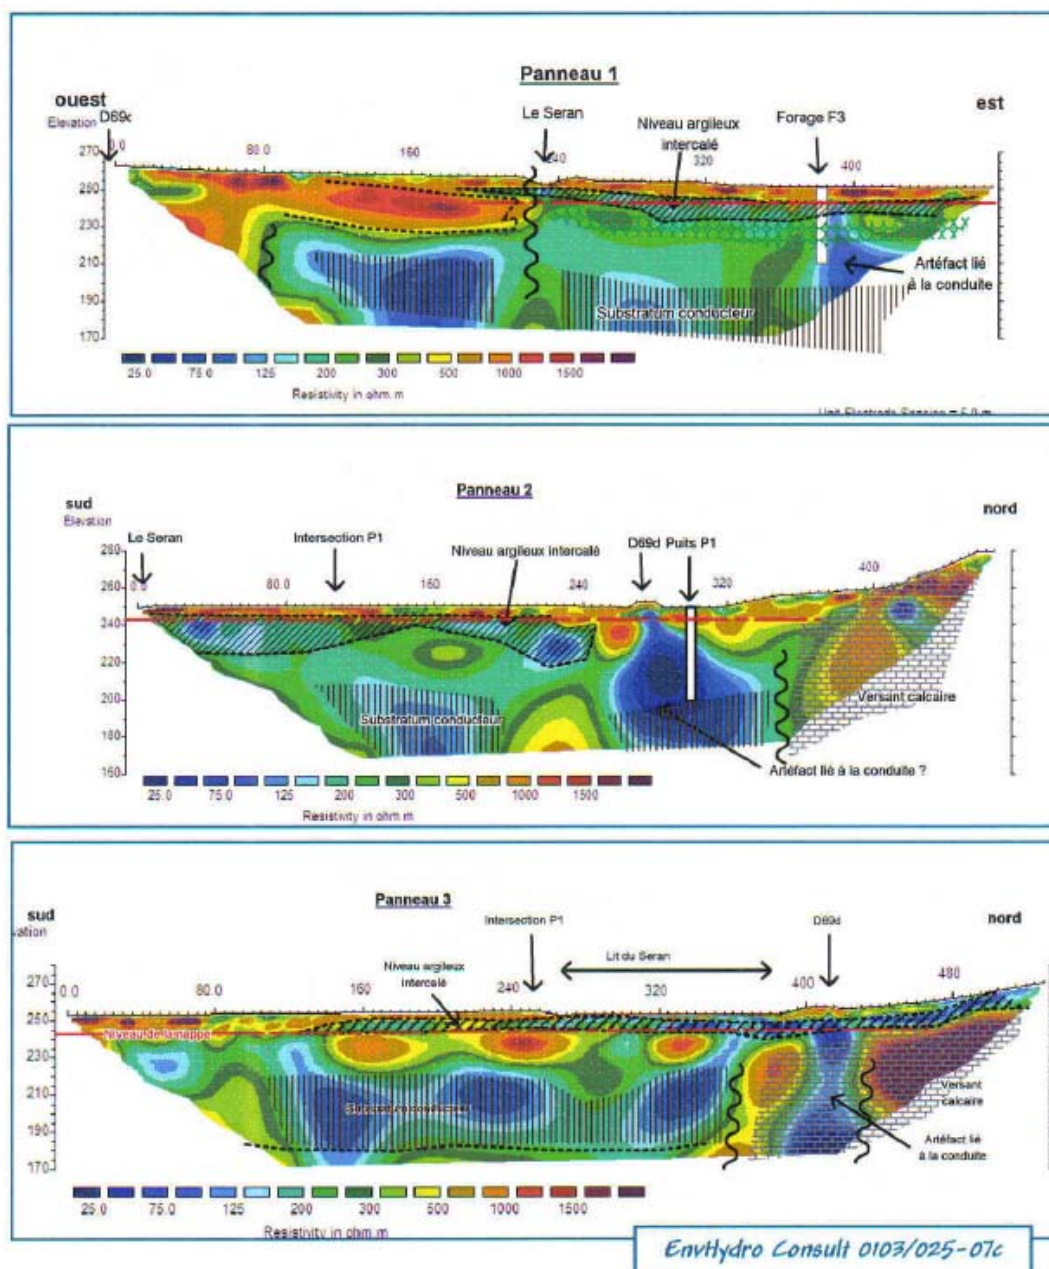 Panneau 1
ouest
est
Elevation
D69c
Le Seran
Niveau argileux
intercalé
Forage F3
0.0
80.0
160
240
320
400
270
250
230
210
190
170
Artéfact lié
à la conduite
Substratum conducteur
25.0 75.0 125 200 300 500 1000 1500
Resistivity in ohm.m
Panneau 2
sud
nord
Elevation
Le Seran
Intersection P1
Niveau argileux intercalé
D69d Puits P1
0.0
80.0
160
240
320
400
280
260
240
220
200
180
160
Substratum conducteur
Versant calcaire
Artéfact lié à la conduite ?
25.0 75.0 125 200 300 500 1000 1500
Resistivity in ohm.m
Panneau 3
sud
nord
vation
Intersection P1
D69d
Niveau argileux
intercalé
Lit du Seran
0.0
80.0
160
240
320
400
480
270
250
230
210
190
170
Niveau de la nappe
Substratum conducteur
Versant
calcaire
Artéfact lié
à la conduite
25.0 75.0 125 200 300 500 1000 1500
Resistivity in ohm.m
EnvHydro Consult 0103/025-07c